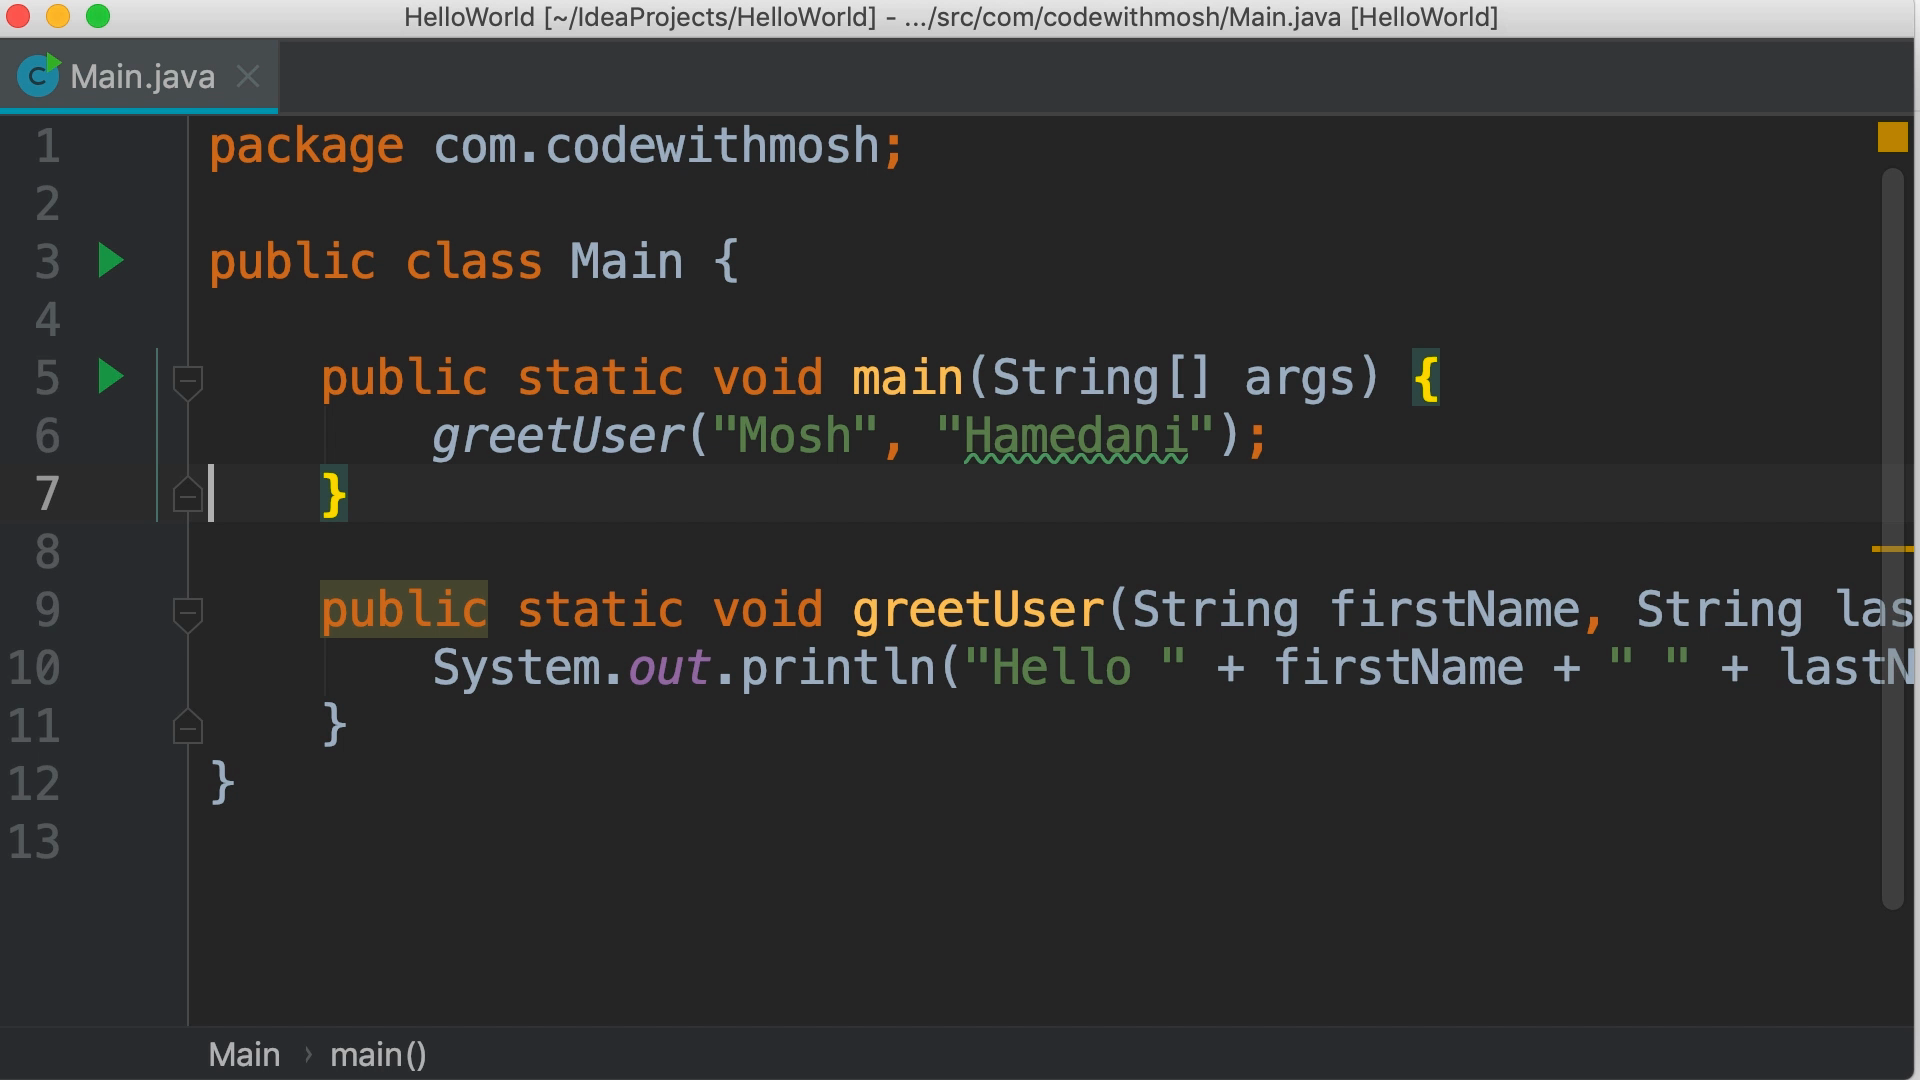 HelloWorld [~/IdeaProjects/HelloWorld] - .../src/com/codewithmosh/Main.java [HelloWorld]
C Main.java
1 package com.codewithmosh;
2
3 public class Main {
4
5 public static void main(String[] args) {
6 greetUser("Mosh", "Hamedani");
7 }
8
9 public static void greetUser(String firstName, String las
10 System.out.println("Hello " + firstName + " " + lastN
11 }
12 }
13
Main › main()